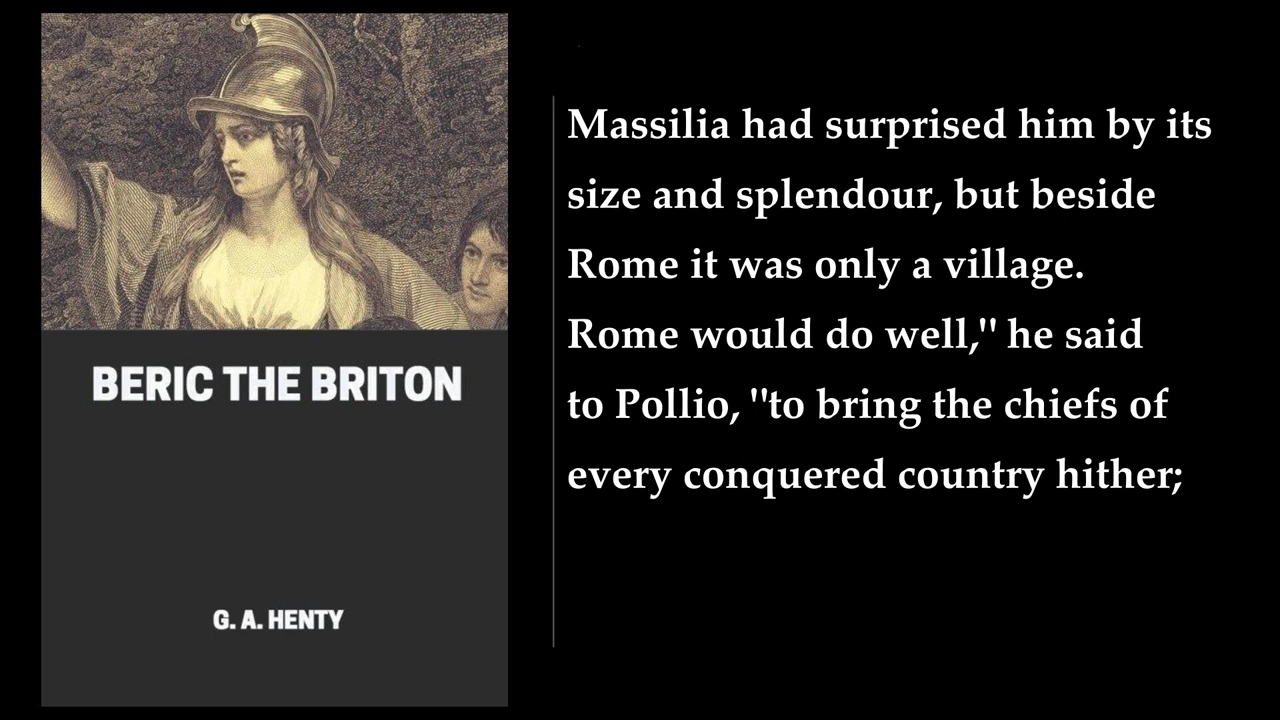 BERIC THE BRITON
G. A. HENTY
Massilia had surprised him by its
size and splendour, but beside
Rome it was only a village.
Rome would do well," he said
to Pollio, "to bring the chiefs of
every conquered country hither;